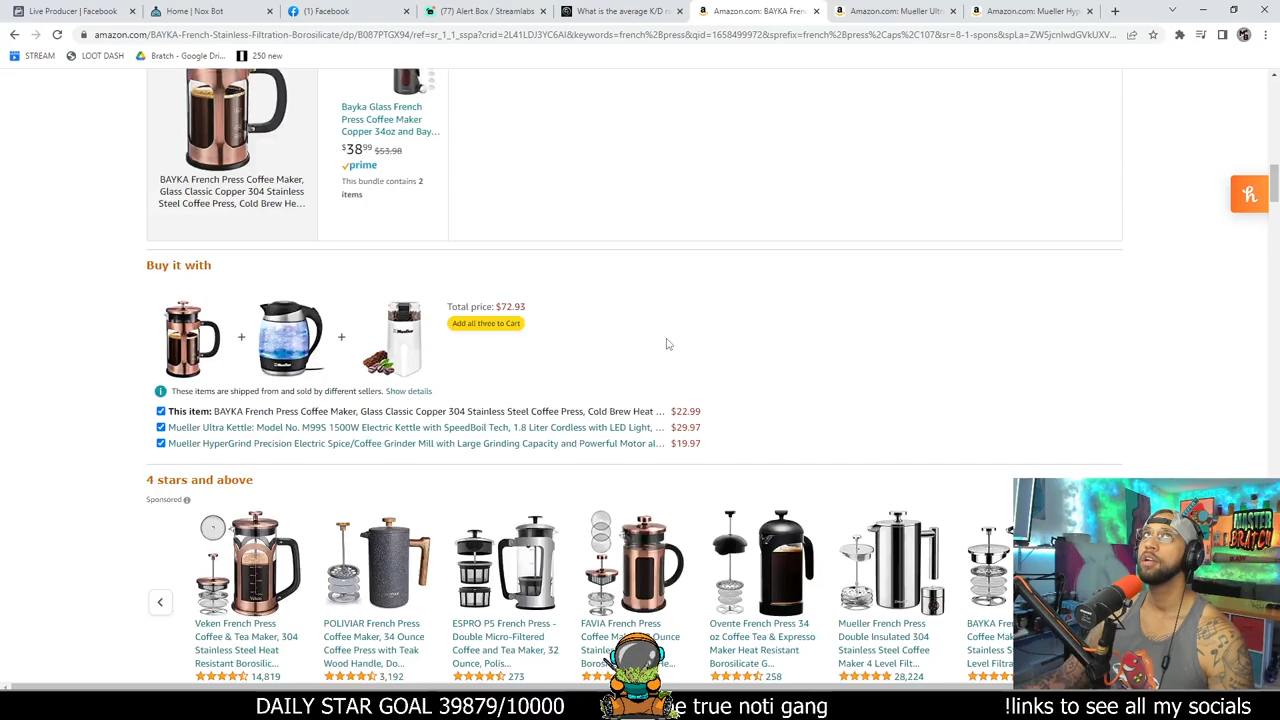 Live Producer | Facebook
Home | Nox Bot
(2) Facebook
(77) Alert Box / Streamlabs
What is the average K/D ra
Amazon.com: BAYKA Fren
Amazon.com: Mueller Ultr
Amazon.com: Mueller Hyp
amazon.com/BAYKA-French-Stainless-Filtration-Borosilicate/dp/B087PTGX94/ref=sr_1_1_sspa?crid=2L41LDJ3YC6AI&keywords=french%2Bpress&qid=1658499972&sprefix=french%2Bpress%2Caps%2C107&sr=8-1-spons&spLa=ZW5jcnlwdGVkUXV...
STREAM
LOOT DASH
Bratch - Google Dri...
250 new
Bayka Glass French
Press Coffee Maker
Copper 34oz and Bay...
$38⁹⁹ $53.98
prime
This bundle contains 2
items
BAYKA French Press Coffee Maker,
Glass Classic Copper 304 Stainless
Steel Coffee Press, Cold Brew He...
Buy it with
Total price: $72.93
Add all three to Cart
These items are shipped from and sold by different sellers. Show details
This item: BAYKA French Press Coffee Maker, Glass Classic Copper 304 Stainless Steel Coffee Press, Cold Brew Heat ... $22.99
Mueller Ultra Kettle: Model No. M99S 1500W Electric Kettle with SpeedBoil Tech, 1.8 Liter Cordless with LED Light, ... $29.97
Mueller HyperGrind Precision Electric Spice/Coffee Grinder Mill with Large Grinding Capacity and Powerful Motor al... $19.97
4 stars and above
Sponsored
Veken French Press
Coffee & Tea Maker, 304
Stainless Steel Heat
Resistant Borosilic...
14,819
POLIVIAR French Press
Coffee Maker, 34 Ounce
Coffee Press with Teak
Wood Handle, Do...
3,192
ESPRO P5 French Press -
Double Micro-Filtered
Coffee and Tea Maker, 32
Ounce, Polis...
273
FAVIA French Press
Coffee Ounce
Stainless
Boros He...
Ovente French Press 34
oz Coffee Tea & Espresso
Maker Heat Resistant
Borosilicate G...
258
Mueller French Press
Double Insulated 304
Stainless Steel Coffee
Maker 4 Level Filt...
28,224
BAYKA
Coffee
Stainless
Level Filtra
MASTER
BRATCH
DAILY STAR GOAL 39879/10000
e true noti gang
!links to see all my socials